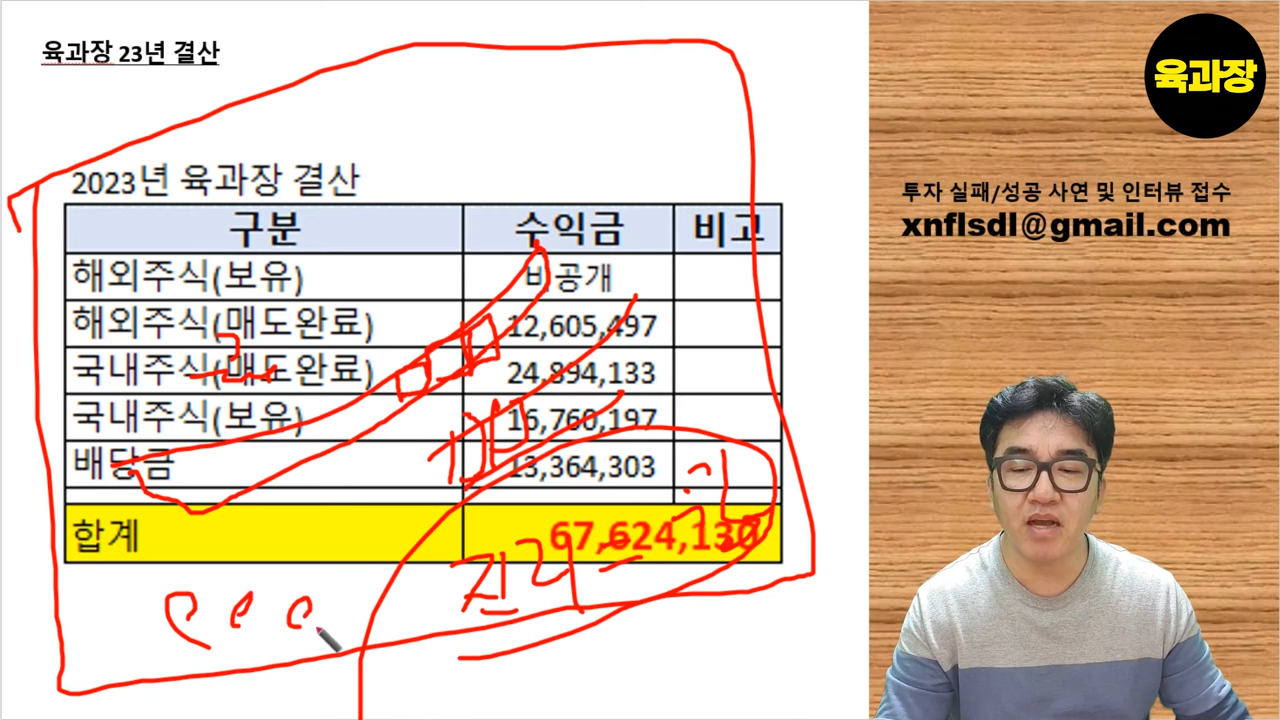 육과장 23년 결산
육과장
투자 실패/성공 사연 및 인터뷰 접수
xnflsdl@gmail.com
2023년 육과장 결산
구분 수익금 비고
해외주식(보유) 비공개
해외주식(매도완료) 12,605,497
국내주식(매도완료) 24,894,133
국내주식(보유) 16,760,197
배당금 13,364,303
합계 67,624,130